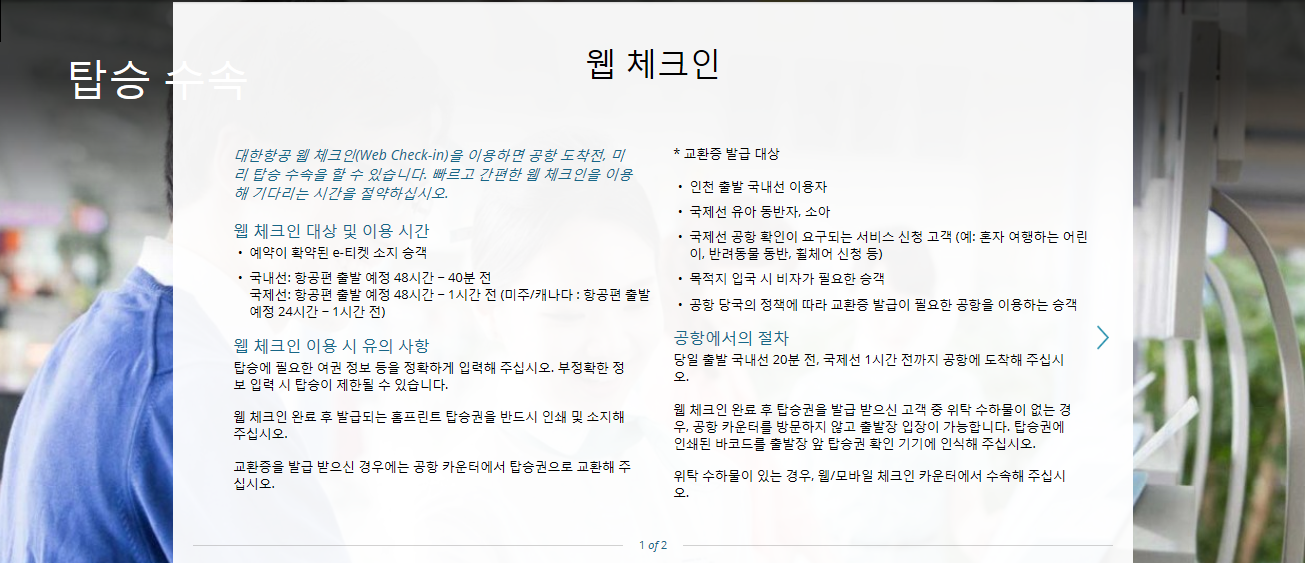 탑승 수속
웹 체크인
대한항공 웹 체크인(Web Check-in)을 이용하면 공항 도착전, 미
리 탑승 수속을 할 수 있습니다. 빠르고 간편한 웹 체크인을 이용
해 기다리는 시간을 절약하십시오.
웹 체크인 대상 및 이용 시간
• 예약이 확약된 e-티켓 소지 승객
• 국내선: 항공편 출발 예정 48시간 – 40분 전
국제선: 항공편 출발 예정 48시간 – 1시간 전 (미주/캐나다 : 항공편 출발
예정 24시간 – 1시간 전)
웹 체크인 이용 시 유의 사항
탑승에 필요한 여권 정보 등을 정확하게 입력해 주십시오. 부정확한 정
보 입력 시 탑승이 제한될 수 있습니다.
웹 체크인 완료 후 발급되는 홈프린트 탑승권을 반드시 인쇄 및 소지해
주십시오.
교환증을 발급 받으신 경우에는 공항 카운터에서 탑승권으로 교환해 주
십시오.
* 교환증 발급 대상
• 인천 출발 국내선 이용자
• 국제선 유아 동반자, 소아
• 국제선 공항 확인이 요구되는 서비스 신청 고객 (예: 혼자 여행하는 어린
이, 반려동물 동반, 휠체어 신청 등)
• 목적지 입국 시 비자가 필요한 승객
• 공항 당국의 정책에 따라 교환증 발급이 필요한 공항을 이용하는 승객
공항에서의 절차
당일 출발 국내선 20분 전, 국제선 1시간 전까지 공항에 도착해 주십시
오.
웹 체크인 완료 후 탑승권을 발급 받으신 고객 중 위탁 수하물이 없는 경
우, 공항 카운터를 방문하지 않고 출발장 입장이 가능합니다. 탑승권에
인쇄된 바코드를 출발장 앞 탑승권 확인 기기에 인식해 주십시오.
위탁 수하물이 있는 경우, 웹/모바일 체크인 카운터에서 수속해 주십시
오.
1 of 2